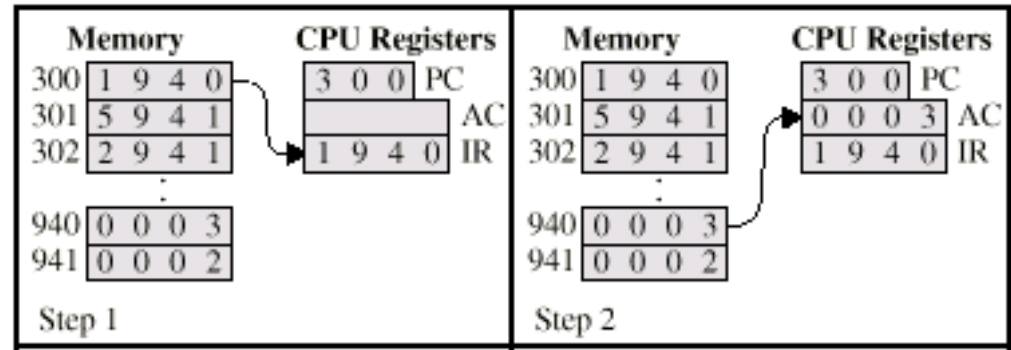 Memory CPU Registers
300 1 9 4 0 3 0 0 PC
301 5 9 4 1 AC
302 2 9 4 1 1 9 4 0 IR
940 0 0 0 3
941 0 0 0 2
Step 1
Memory CPU Registers
300 1 9 4 0 3 0 0 PC
301 5 9 4 1 0 0 0 3 AC
302 2 9 4 1 1 9 4 0 IR
940 0 0 0 3
941 0 0 0 2
Step 2